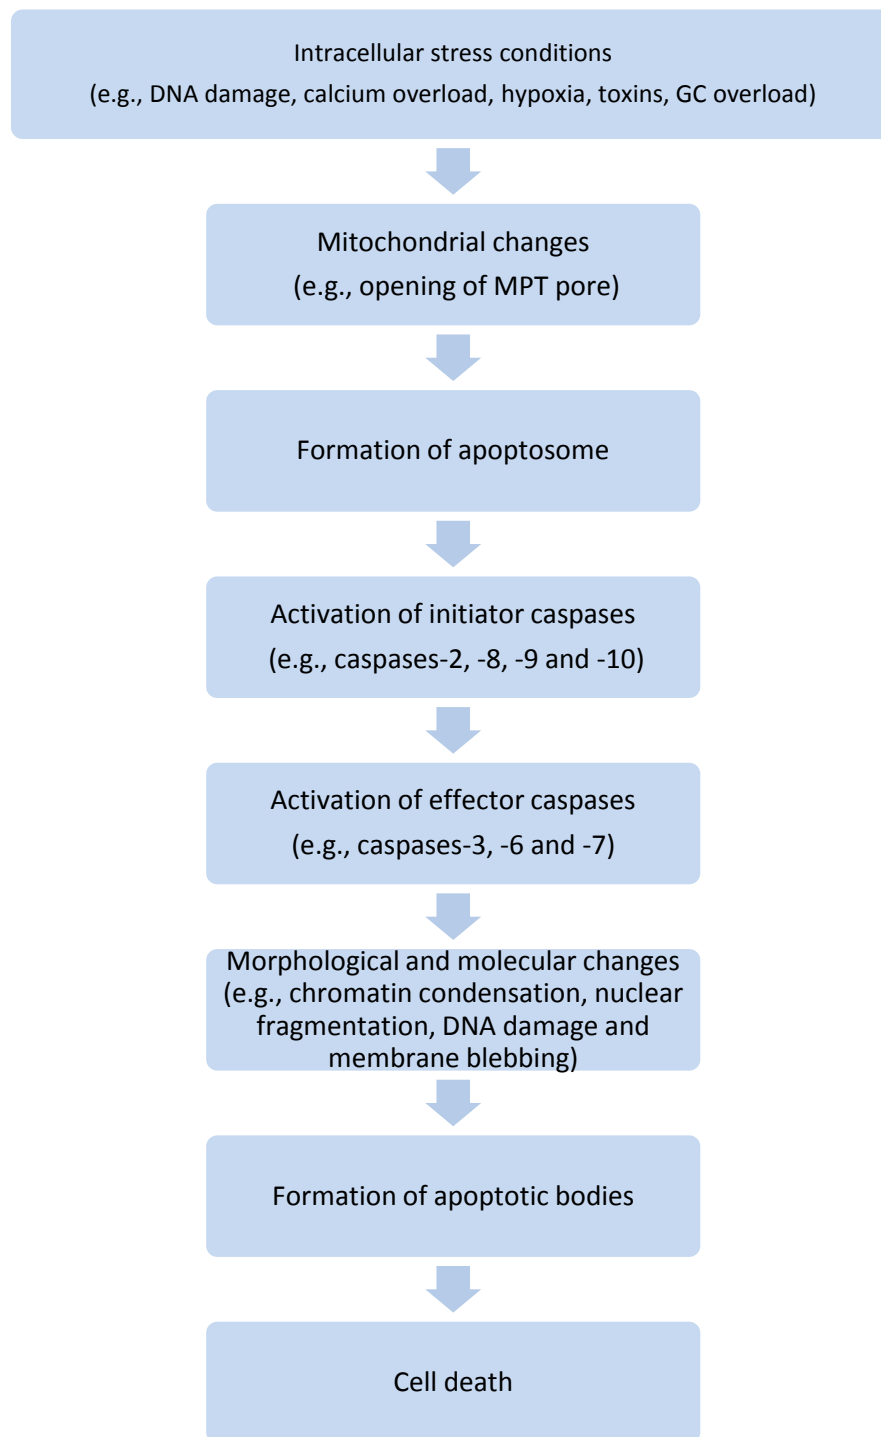 Intracellular stress conditions
(e.g., DNA damage, calcium overload, hypoxia, toxins, GC overload)
Mitochondrial changes
(e.g., opening of MPT pore)
Formation of apoptosome
Activation of initiator caspases
(e.g., caspases-2, -8, -9 and -10)
Activation of effector caspases
(e.g., caspases-3, -6 and -7)
Morphological and molecular changes
(e.g., chromatin condensation, nuclear
fragmentation, DNA damage and
membrane blebbing)
Formation of apoptotic bodies
Cell death